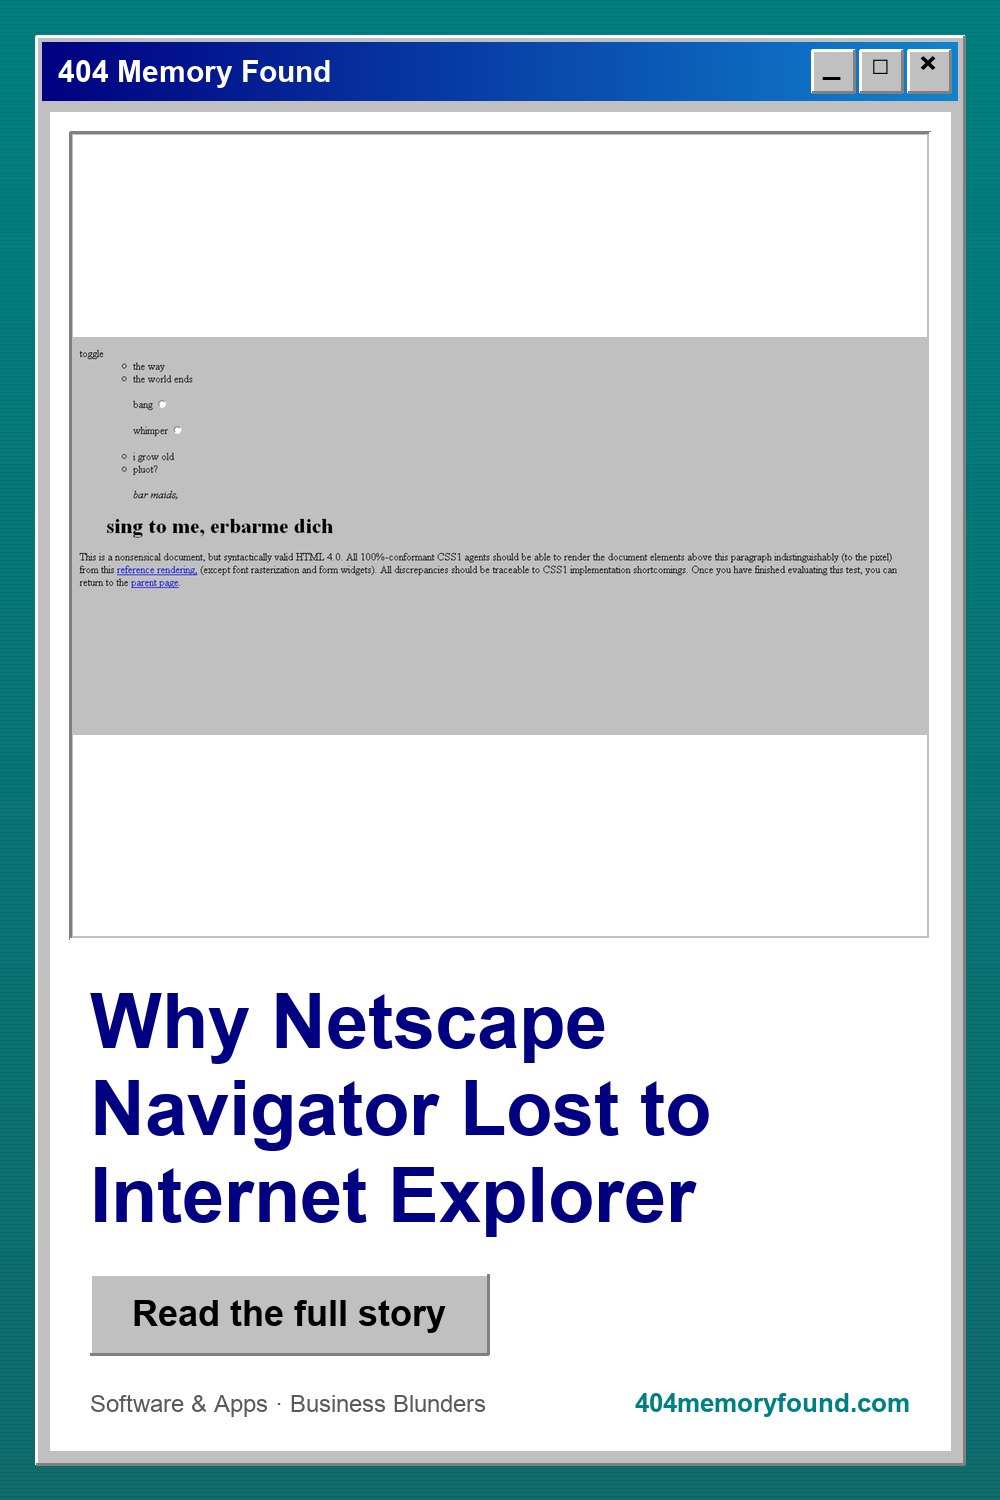 404 Memory Found
toggle
the way
the world ends
bang
whimper
i grow old
pluot?
bar maids,
sing to me, erbarme dich
This is a nonsensical document, but syntactically valid HTML 4.0. All 100%-conformant CSS1 agents should be able to render the document elements above this paragraph indistinguishably (to the pixel)
from this reference rendering, (except font rasterization and form widgets). All discrepancies should be traceable to CSS1 implementation shortcomings. Once you have finished evaluating this test, you can
return to the parent page.
Why Netscape
Navigator Lost to
Internet Explorer
Read the full story
Software & Apps · Business Blunders
404memoryfound.com